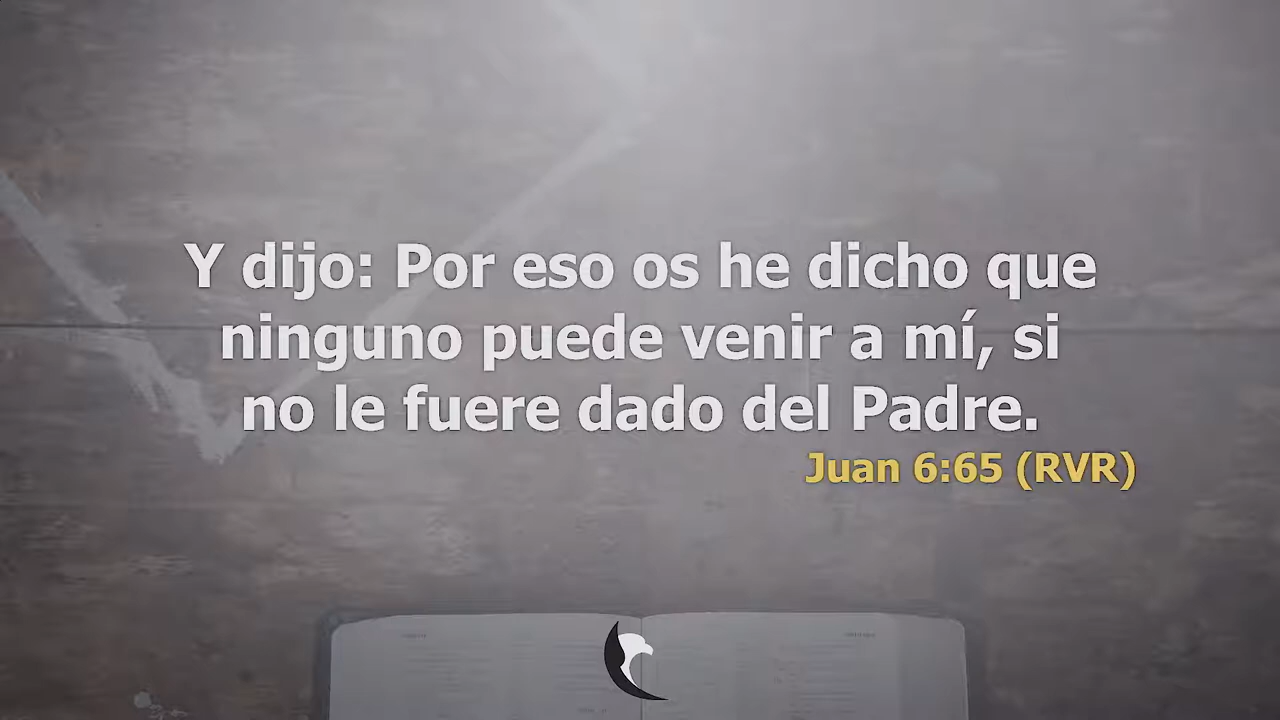 Y dijo: Por eso os he dicho que
ninguno puede venir a mí, si
no le fuere dado del Padre.
Juan 6:65 (RVR)